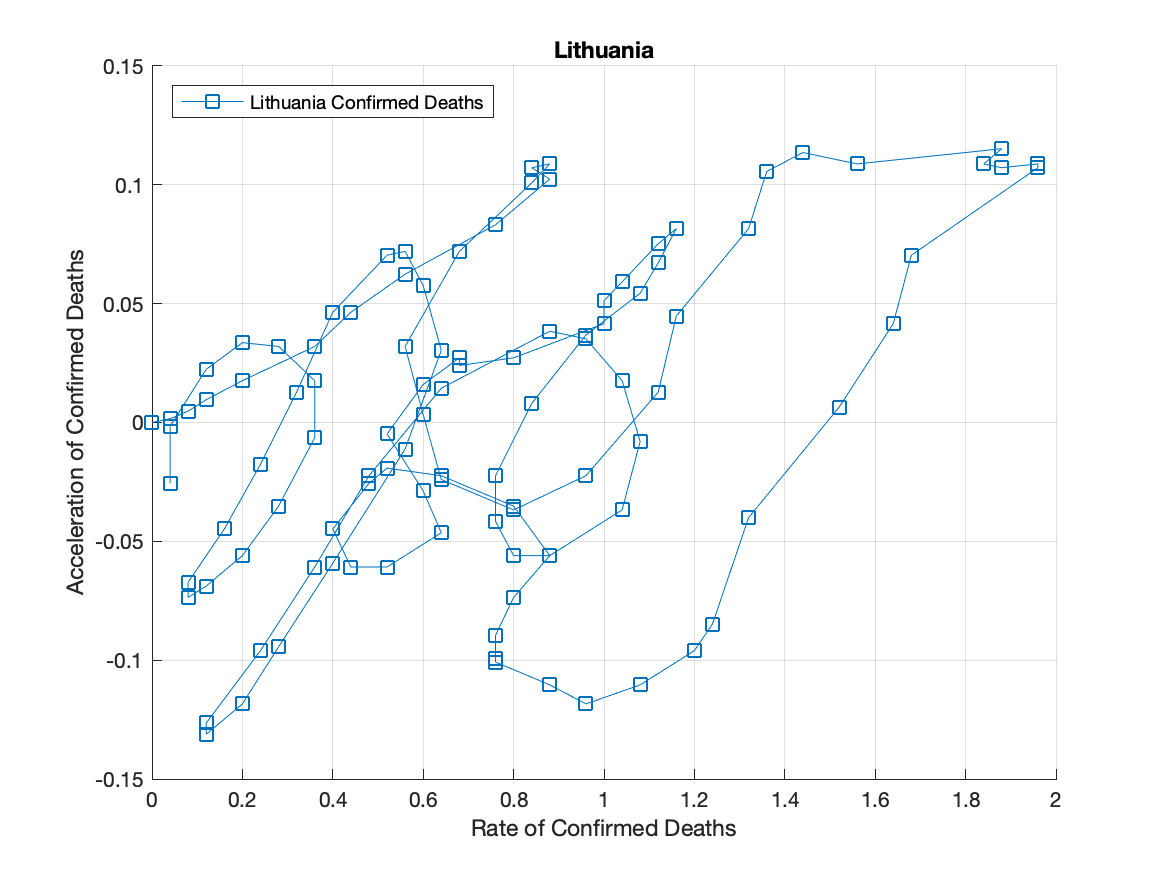 Lithuania
Lithuania Confirmed Deaths
Acceleration of Confirmed Deaths
0.15
0.1
0.05
0
-0.05
-0.1
-0.15
0 0.2 0.4 0.6 0.8 1 1.2 1.4 1.6 1.8 2
Rate of Confirmed Deaths